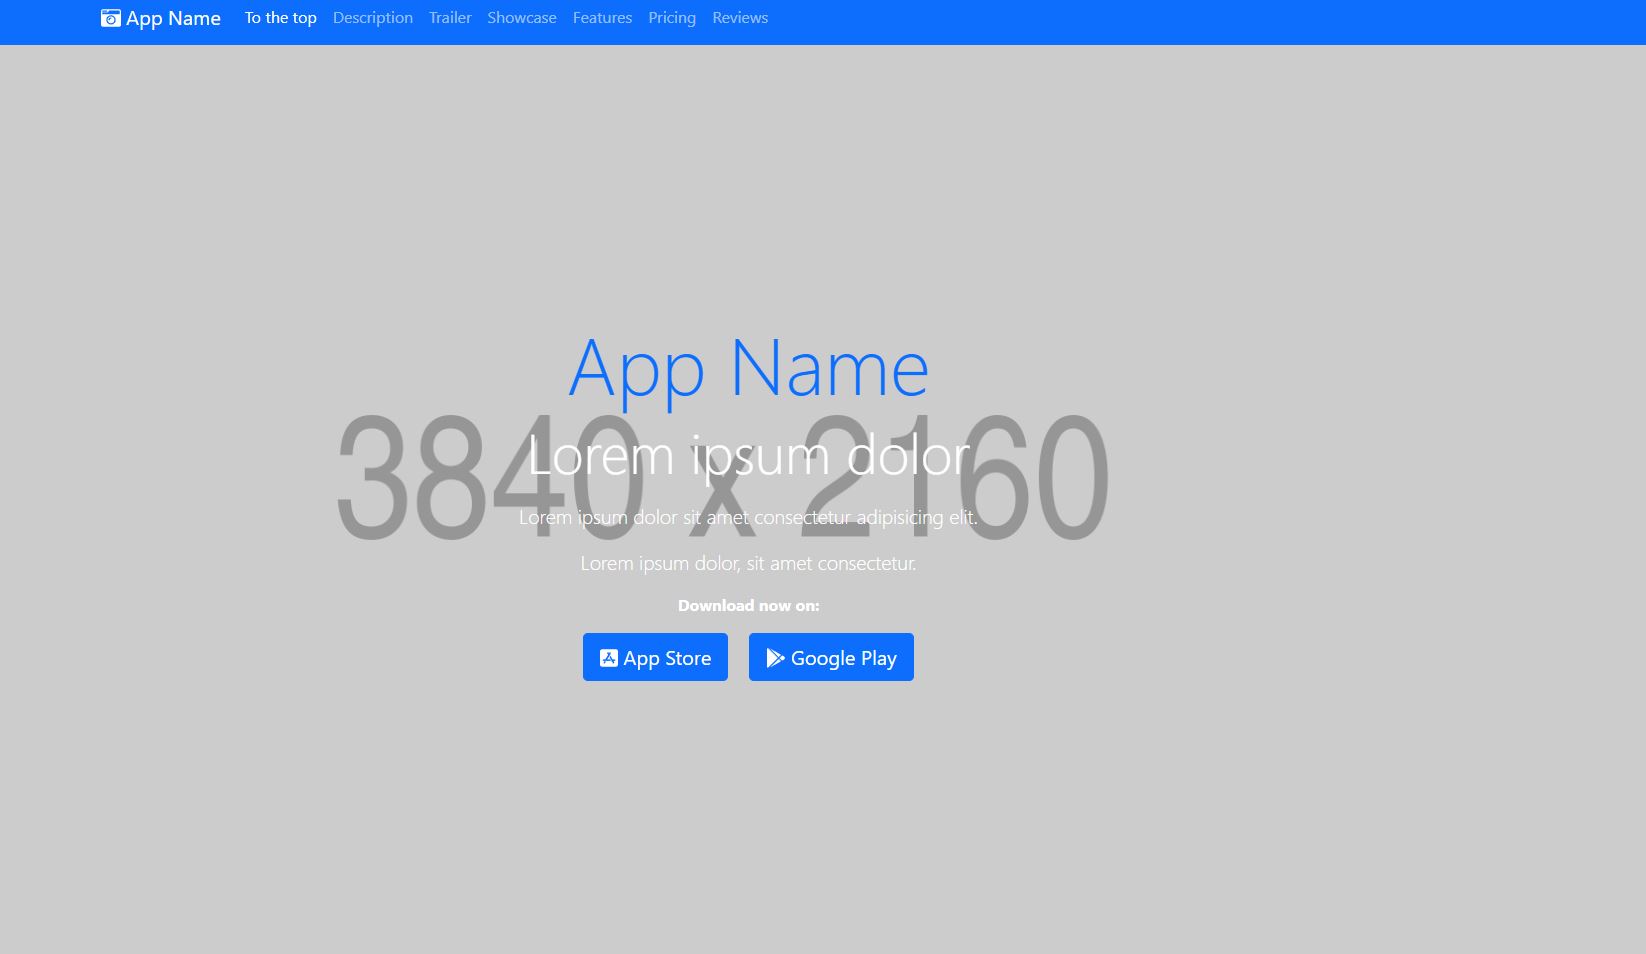 App Name To the top Description Trailer Showcase Features Pricing Reviews
App Name
3840 x 2160
Lorem ipsum dolor
Lorem ipsum dolor sit amet consectetur adipisicing elit.
Lorem ipsum dolor, sit amet consectetur.
Download now on:
App Store Google Play